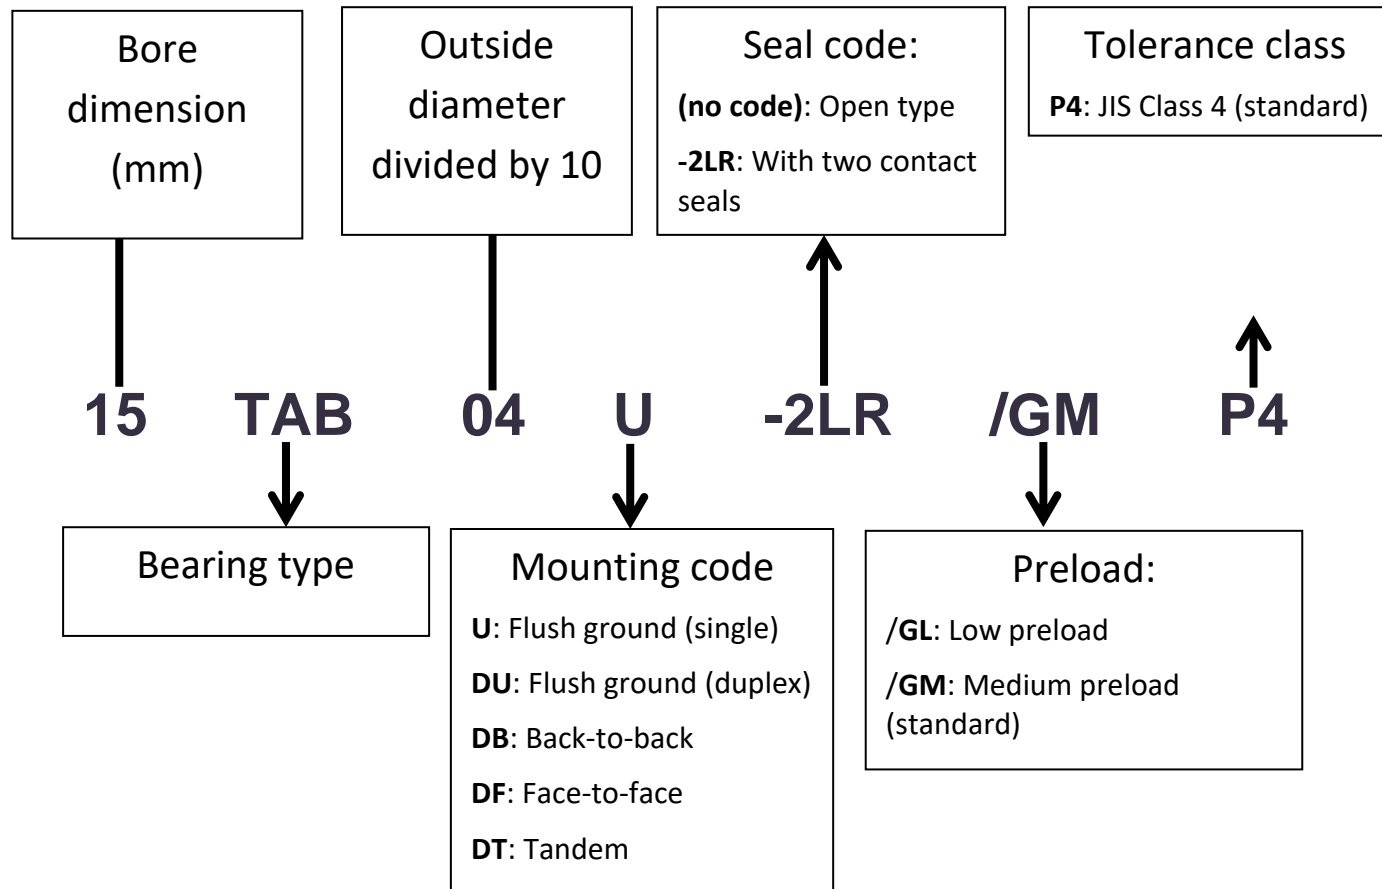 Bore
dimension
(mm)
Outside
diameter
divided by 10
Seal code:
(no code): Open type
-2LR: With two contact
seals
Tolerance class
P4: JIS Class 4 (standard)
15 TAB 04 U -2LR /GM P4
Bearing type
Mounting code
U: Flush ground (single)
DU: Flush ground (duplex)
DB: Back-to-back
DF: Face-to-face
DT: Tandem
Preload:
/GL: Low preload
/GM: Medium preload
(standard)